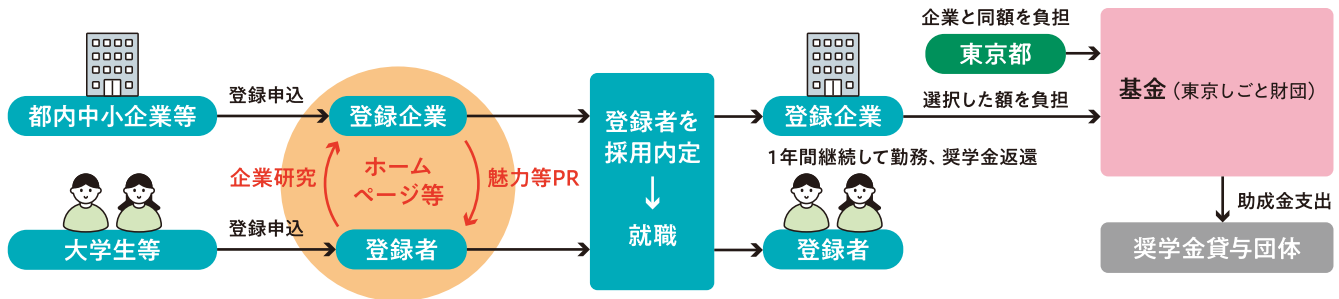 企業と同額を負担
東京都
基金（東京しごと財団）
都内中小企業等
登録申込
登録企業
登録者を
採用内定
↓
就職
登録企業
選択した額を負担
企業研究
ホーム
ページ等
魅力等PR
1年間継続して勤務、奨学金返還
大学生等
登録申込
登録者
登録者
助成金支出
奨学金貸与団体